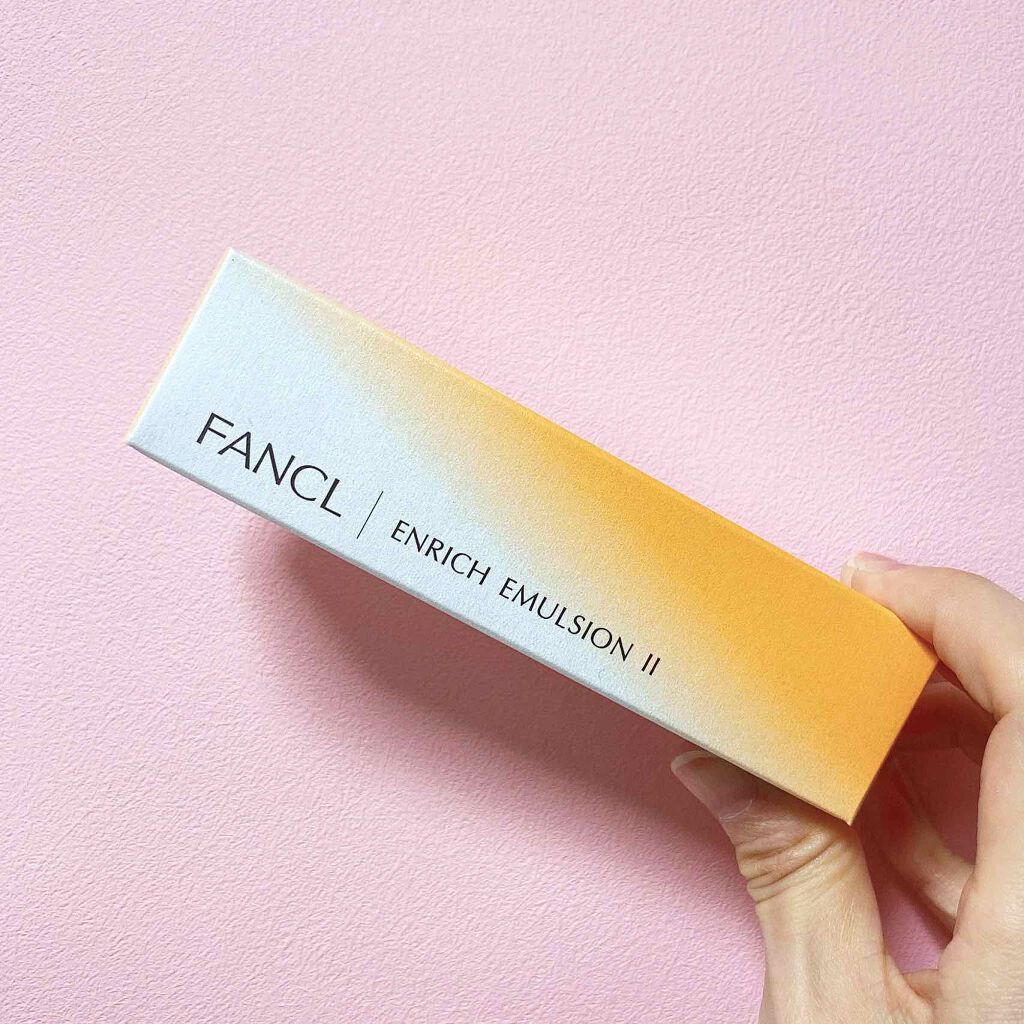 FANCL | ENRICH EMULSION II